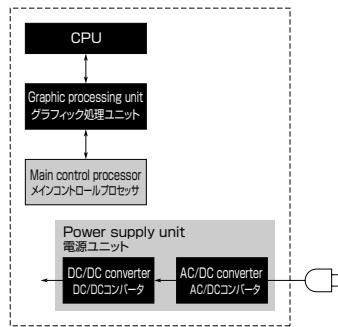 CPU
Graphic processing unit
グラフィック処理ユニット
Main control processor
メインコントロールプロセッサ
Power supply unit
電源ユニット
DC/DC converter
DC/DCコンバータ
AC/DC converter
AC/DCコンバータ